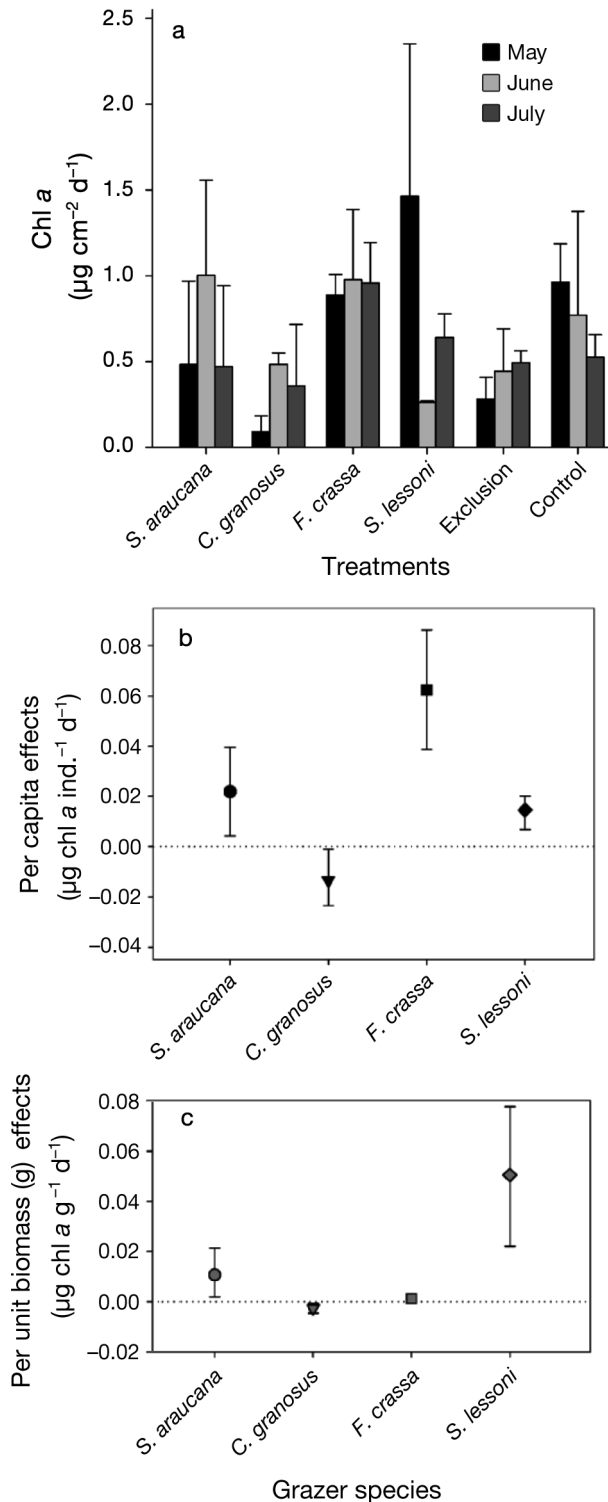 a
2.5
2.0
1.5
1.0
0.5
0.0
Chl a
(µg cm⁻² d⁻¹)
May
June
July
S. araucana
C. granosus
F. crassa
S. lessoni
Exclusion
Control
Treatments
b
0.08
0.06
0.04
0.02
0.00
−0.02
−0.04
Per capita effects
(µg chl a ind.⁻¹ d⁻¹)
S. araucana
C. granosus
F. crassa
S. lessoni
c
0.08
0.06
0.04
0.02
0.00
−0.02
Per unit biomass (g) effects
(µg chl a g⁻¹ d⁻¹)
S. araucana
C. granosus
F. crassa
S. lessoni
Grazer species